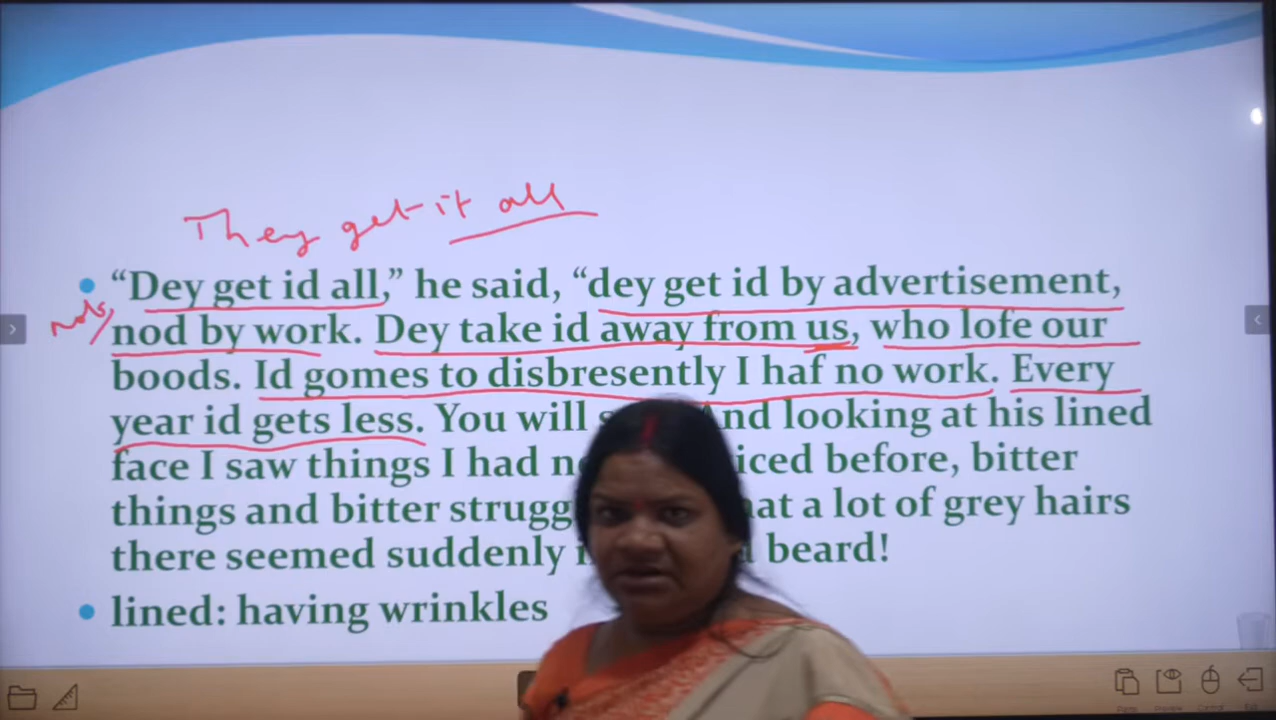 They get it all
• “Dey get id all,” he said, “dey get id by advertisement,
not/
nod by work. Dey take id away from us, who lofe our
boods. Id gomes to disbresently I haf no work. Every
year id gets less. You will And looking at his lined
face I saw things I had before, bitter
things and bitter a lot of grey hairs
there seemed suddenly beard!
• lined: having wrinkles
Control
Exit